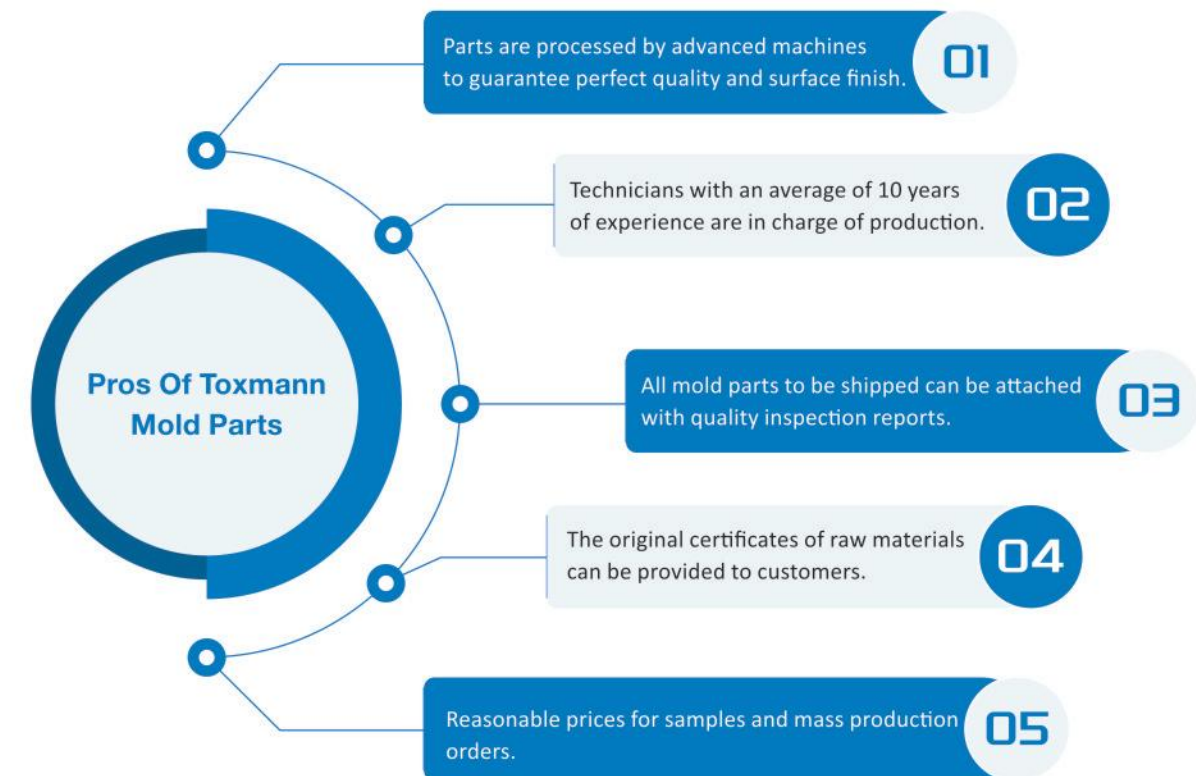 Parts are processed by advanced machines
to guarantee perfect quality and surface finish.
01
Technicians with an average of 10 years
of experience are in charge of production.
02
Pros Of Toxmann
Mold Parts
All mold parts to be shipped can be attached
with quality inspection reports.
03
The original certificates of raw materials
can be provided to customers.
04
Reasonable prices for samples and mass production
orders.
05